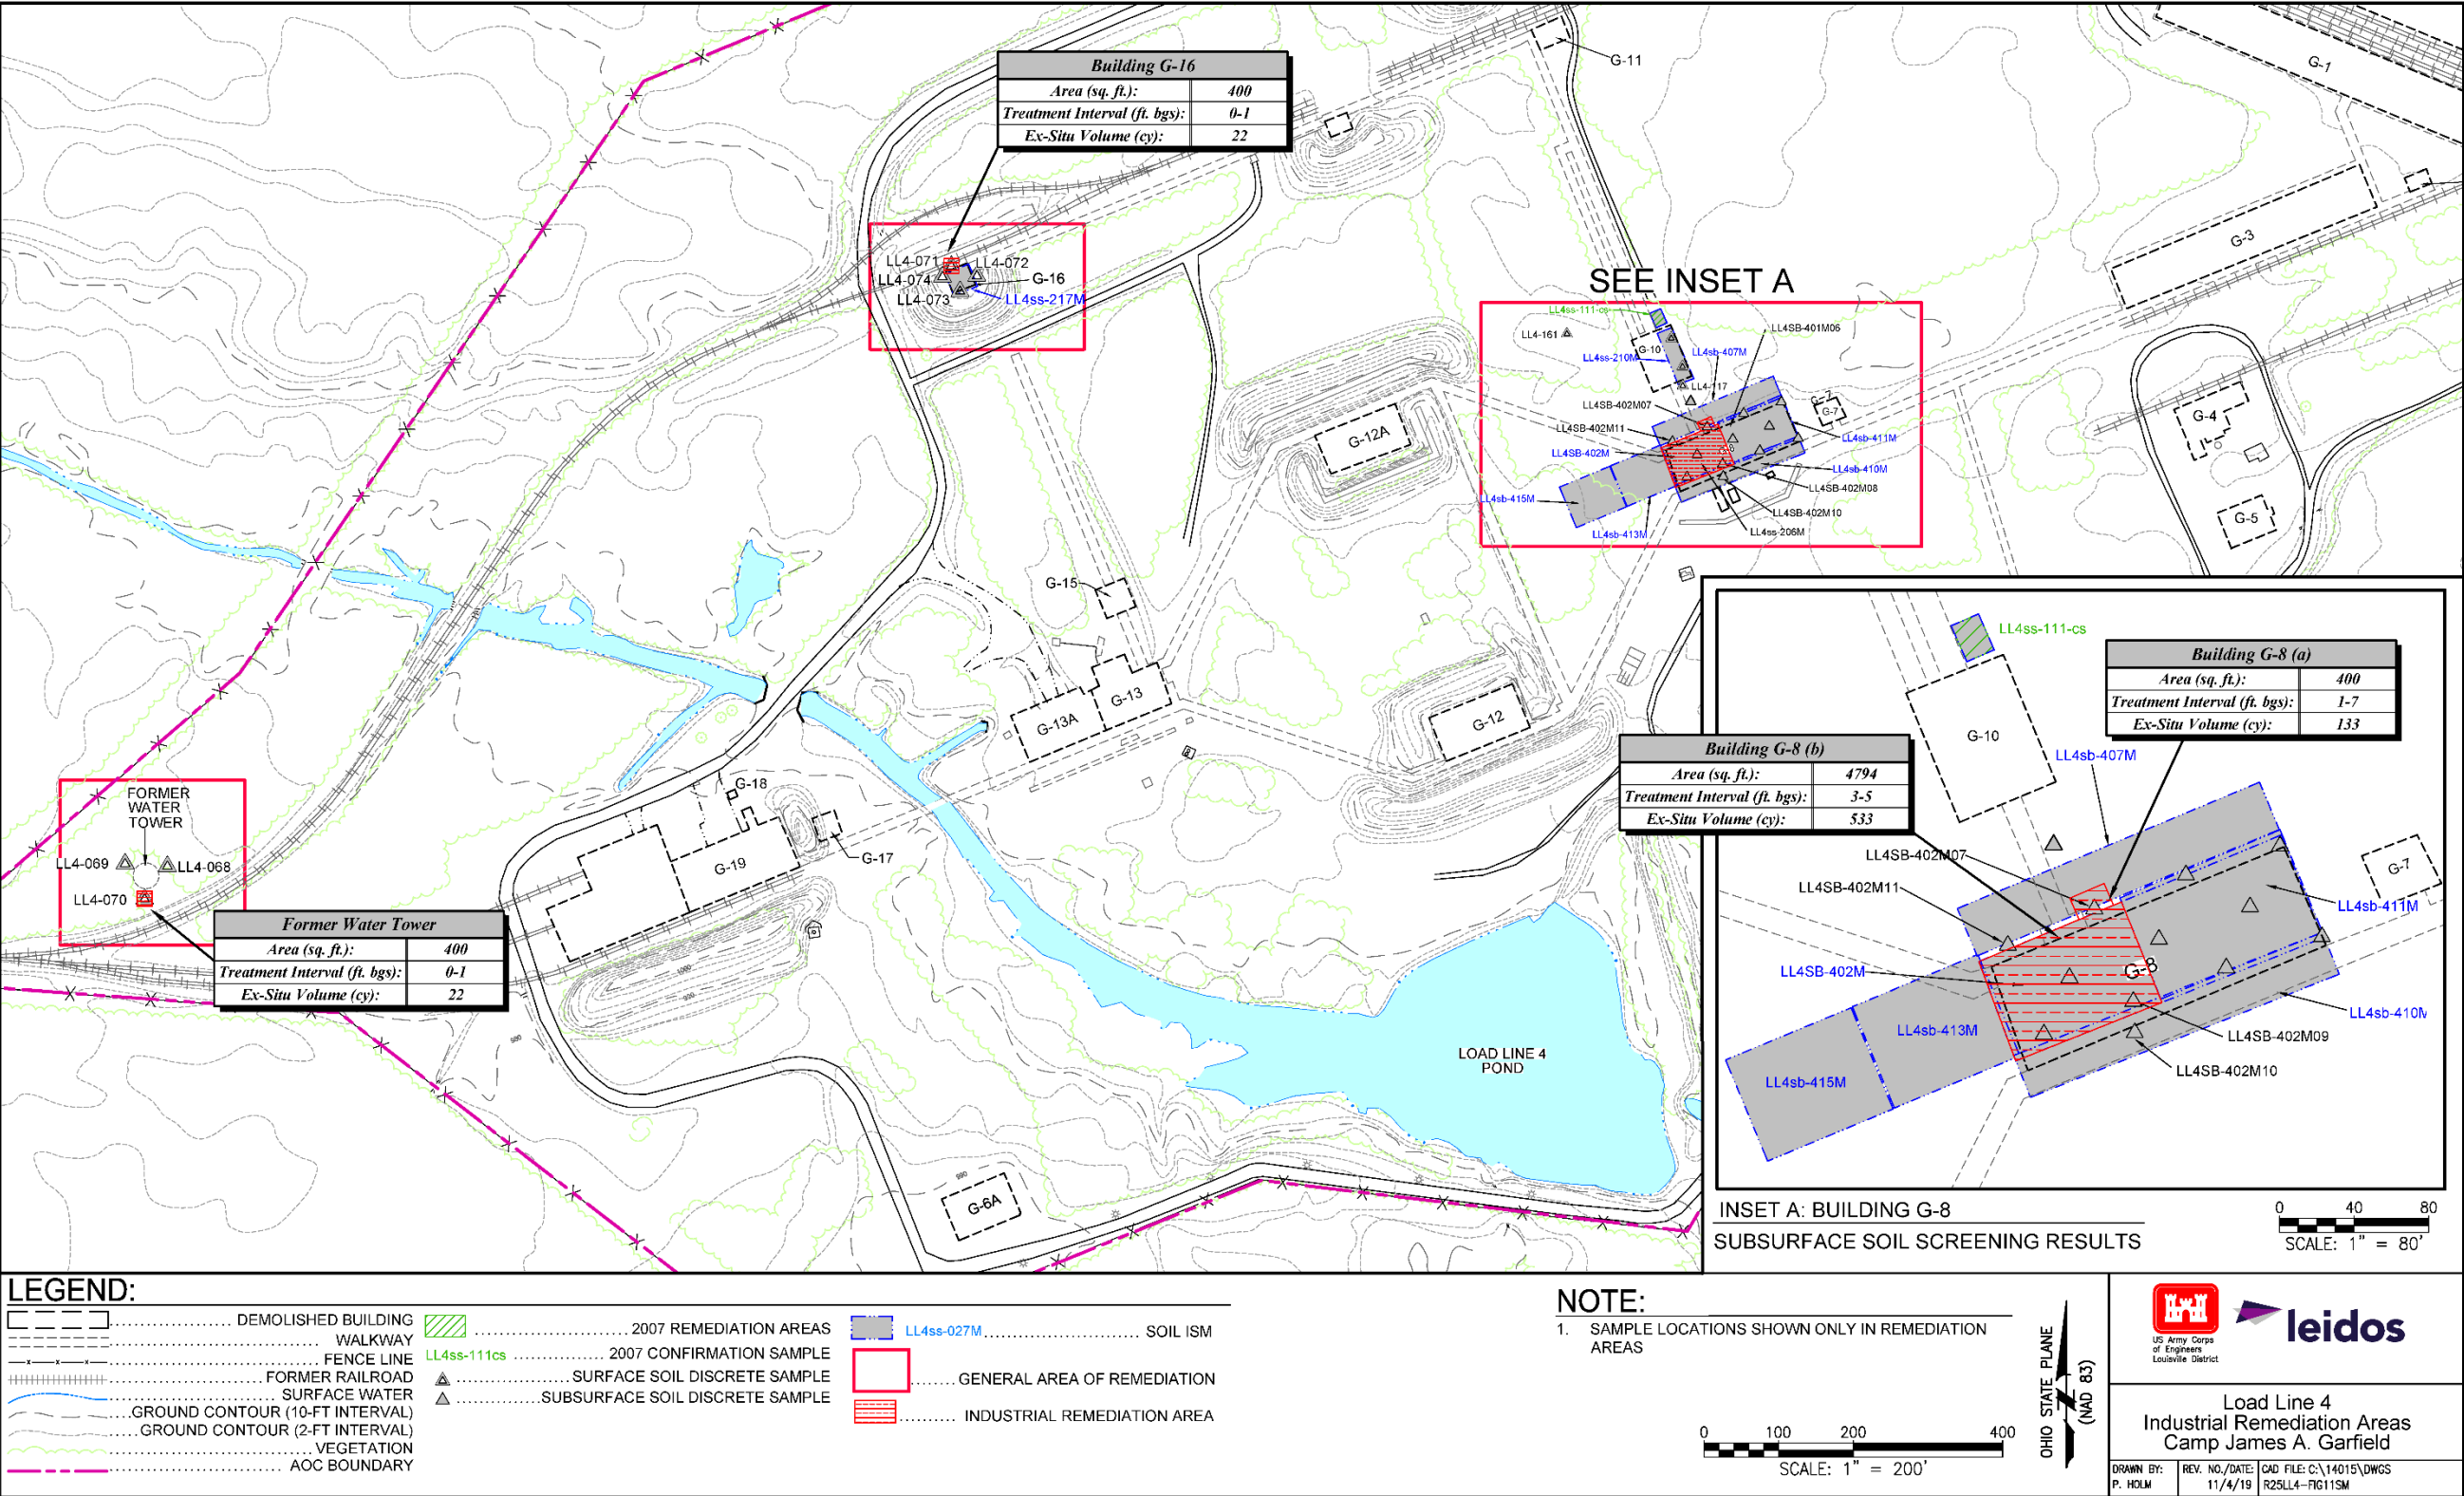 Building G-16
Area (sq. ft.): 400
Treatment Interval (ft. bgs): 0-1
Ex-Situ Volume (cy): 22
G-11
G-1
G-3
LL4-071
LL4-072
LL4-074
G-16
LL4-073
LL4ss-217M
SEE INSET A
LL4ss-111-cs
LL4-161
LL4SB-401M06
G-10
LL4ss-210M
LL4sb-407M
LL4-117
LL4SB-402M07
G-7
LL4SB-402M11
LL4sb-411M
LL4SB-402M
G-8
LL4sb-410M
LL4SB-402M08
LL4sb-415M
LL4SB-402M10
LL4ss-206M
LL4sb-413M
G-4
G-5
G-12A
G-15
G-13
G-13A
G-12
G-18
G-19
G-17
G-6A
FORMER
WATER
TOWER
LL4-069
LL4-068
LL4-070
Former Water Tower
Area (sq. ft.): 400
Treatment Interval (ft. bgs): 0-1
Ex-Situ Volume (cy): 22
LOAD LINE 4
POND
LL4ss-111-cs
Building G-8 (a)
Area (sq. ft.): 400
Treatment Interval (ft. bgs): 1-7
Ex-Situ Volume (cy): 133
G-10
LL4sb-407M
Building G-8 (b)
Area (sq. ft.): 4794
Treatment Interval (ft. bgs): 3-5
Ex-Situ Volume (cy): 533
LL4SB-402M07
G-7
LL4SB-402M11
LL4sb-411M
LL4SB-402M
G-8
LL4sb-410M
LL4sb-413M
LL4SB-402M09
LL4SB-402M10
LL4sb-415M
INSET A: BUILDING G-8
SUBSURFACE SOIL SCREENING RESULTS
0 40 80
SCALE: 1" = 80'
LEGEND:
DEMOLISHED BUILDING
WALKWAY
FENCE LINE
FORMER RAILROAD
SURFACE WATER
GROUND CONTOUR (10-FT INTERVAL)
GROUND CONTOUR (2-FT INTERVAL)
VEGETATION
AOC BOUNDARY
2007 REMEDIATION AREAS
LL4ss-111cs 2007 CONFIRMATION SAMPLE
SURFACE SOIL DISCRETE SAMPLE
SUBSURFACE SOIL DISCRETE SAMPLE
LL4ss-027M SOIL ISM
GENERAL AREA OF REMEDIATION
INDUSTRIAL REMEDIATION AREA
NOTE:
1. SAMPLE LOCATIONS SHOWN ONLY IN REMEDIATION
AREAS
0 100 200 400
SCALE: 1" = 200'
OHIO STATE PLANE
(NAD 83)
US Army Corps
of Engineers
Louisville District
leidos
Load Line 4
Industrial Remediation Areas
Camp James A. Garfield
DRAWN BY:
P. HOLM
REV. NO./DATE:
11/4/19
CAD FILE: C:\14015\DWGS
R25LL4-FIG11SM